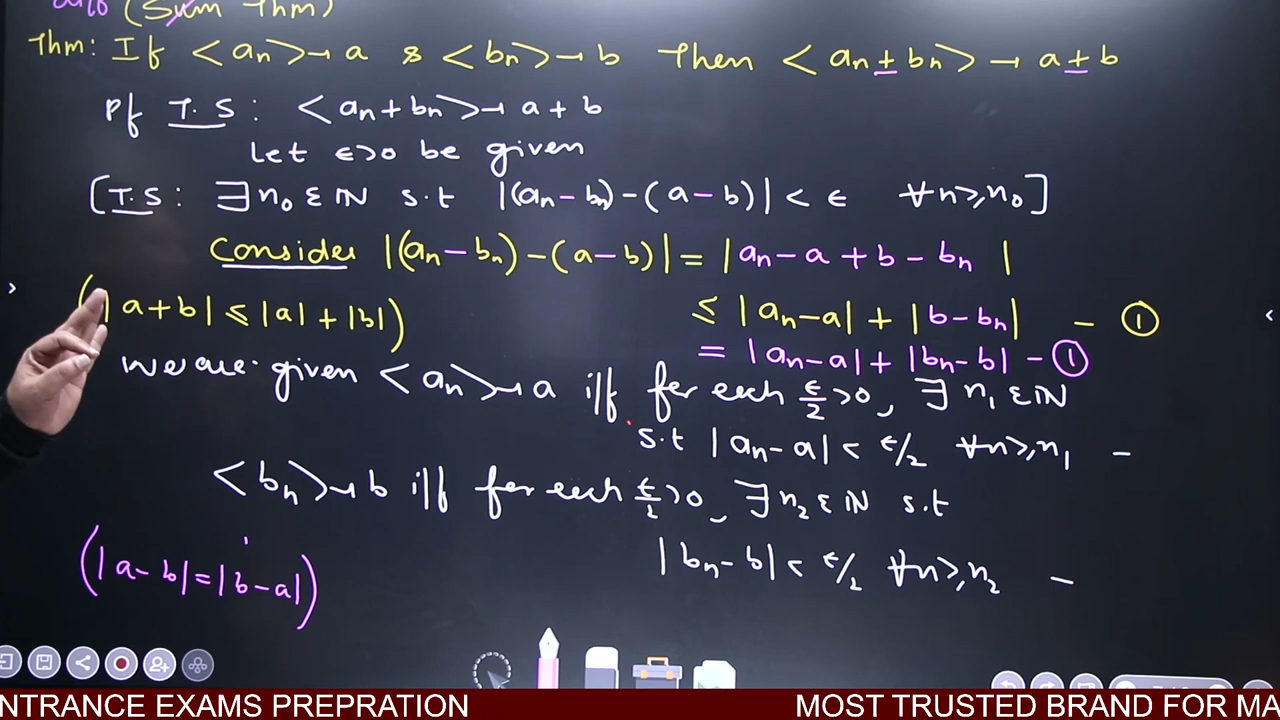 (Sum Thm)
Thm: If <an> → a & <bn> → b Then <an ± bn> → a ± b
Pf T.S: <an + bn> → a + b
Let ϵ>0 be given
[T.S: ∃ n₀ ∈ ℕ s.t |(an - bn) - (a - b)| < ϵ ∀ n ≥ n₀]
Consider |(an - bn) - (a - b)| = |an - a + b - bn|
(|a + b| ≤ |a| + |b|) ≤ |an - a| + |b - bn| - ①
= |an - a| + |bn - b| - ①
we are given <an> → a iff for each ϵ/2 > 0, ∃ n₁ ∈ ℕ
s.t |an - a| < ϵ/2 ∀ n ≥ n₁ -
<bn> → b iff for each ϵ/2 > 0, ∃ n₂ ∈ ℕ s.t
|bn - b| < ϵ/2 ∀ n ≥ n₂ -
(|a - b| = |b - a|)
NTRANCE EXAMS PREPRATION MOST TRUSTED BRAND FOR MA